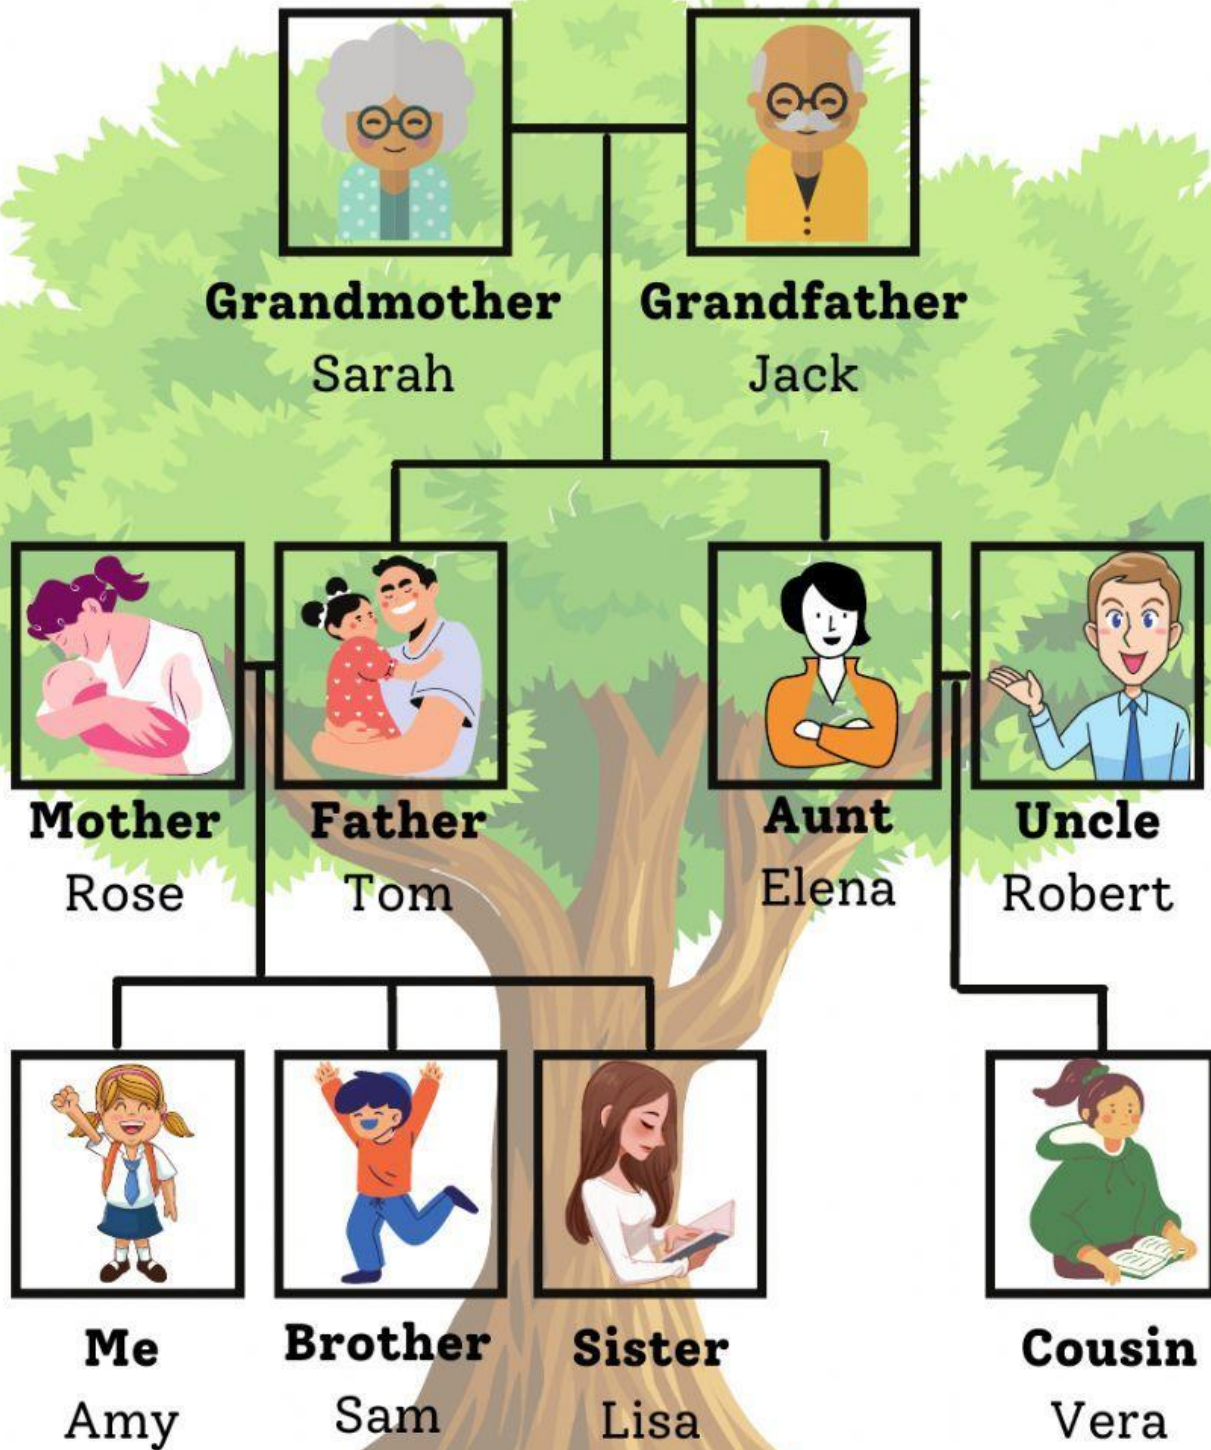 Grandmother Grandfather
Sarah Jack
Mother Father Aunt Uncle
Rose Tom Elena Robert
Me Brother Sister Cousin
Amy Sam Lisa Vera